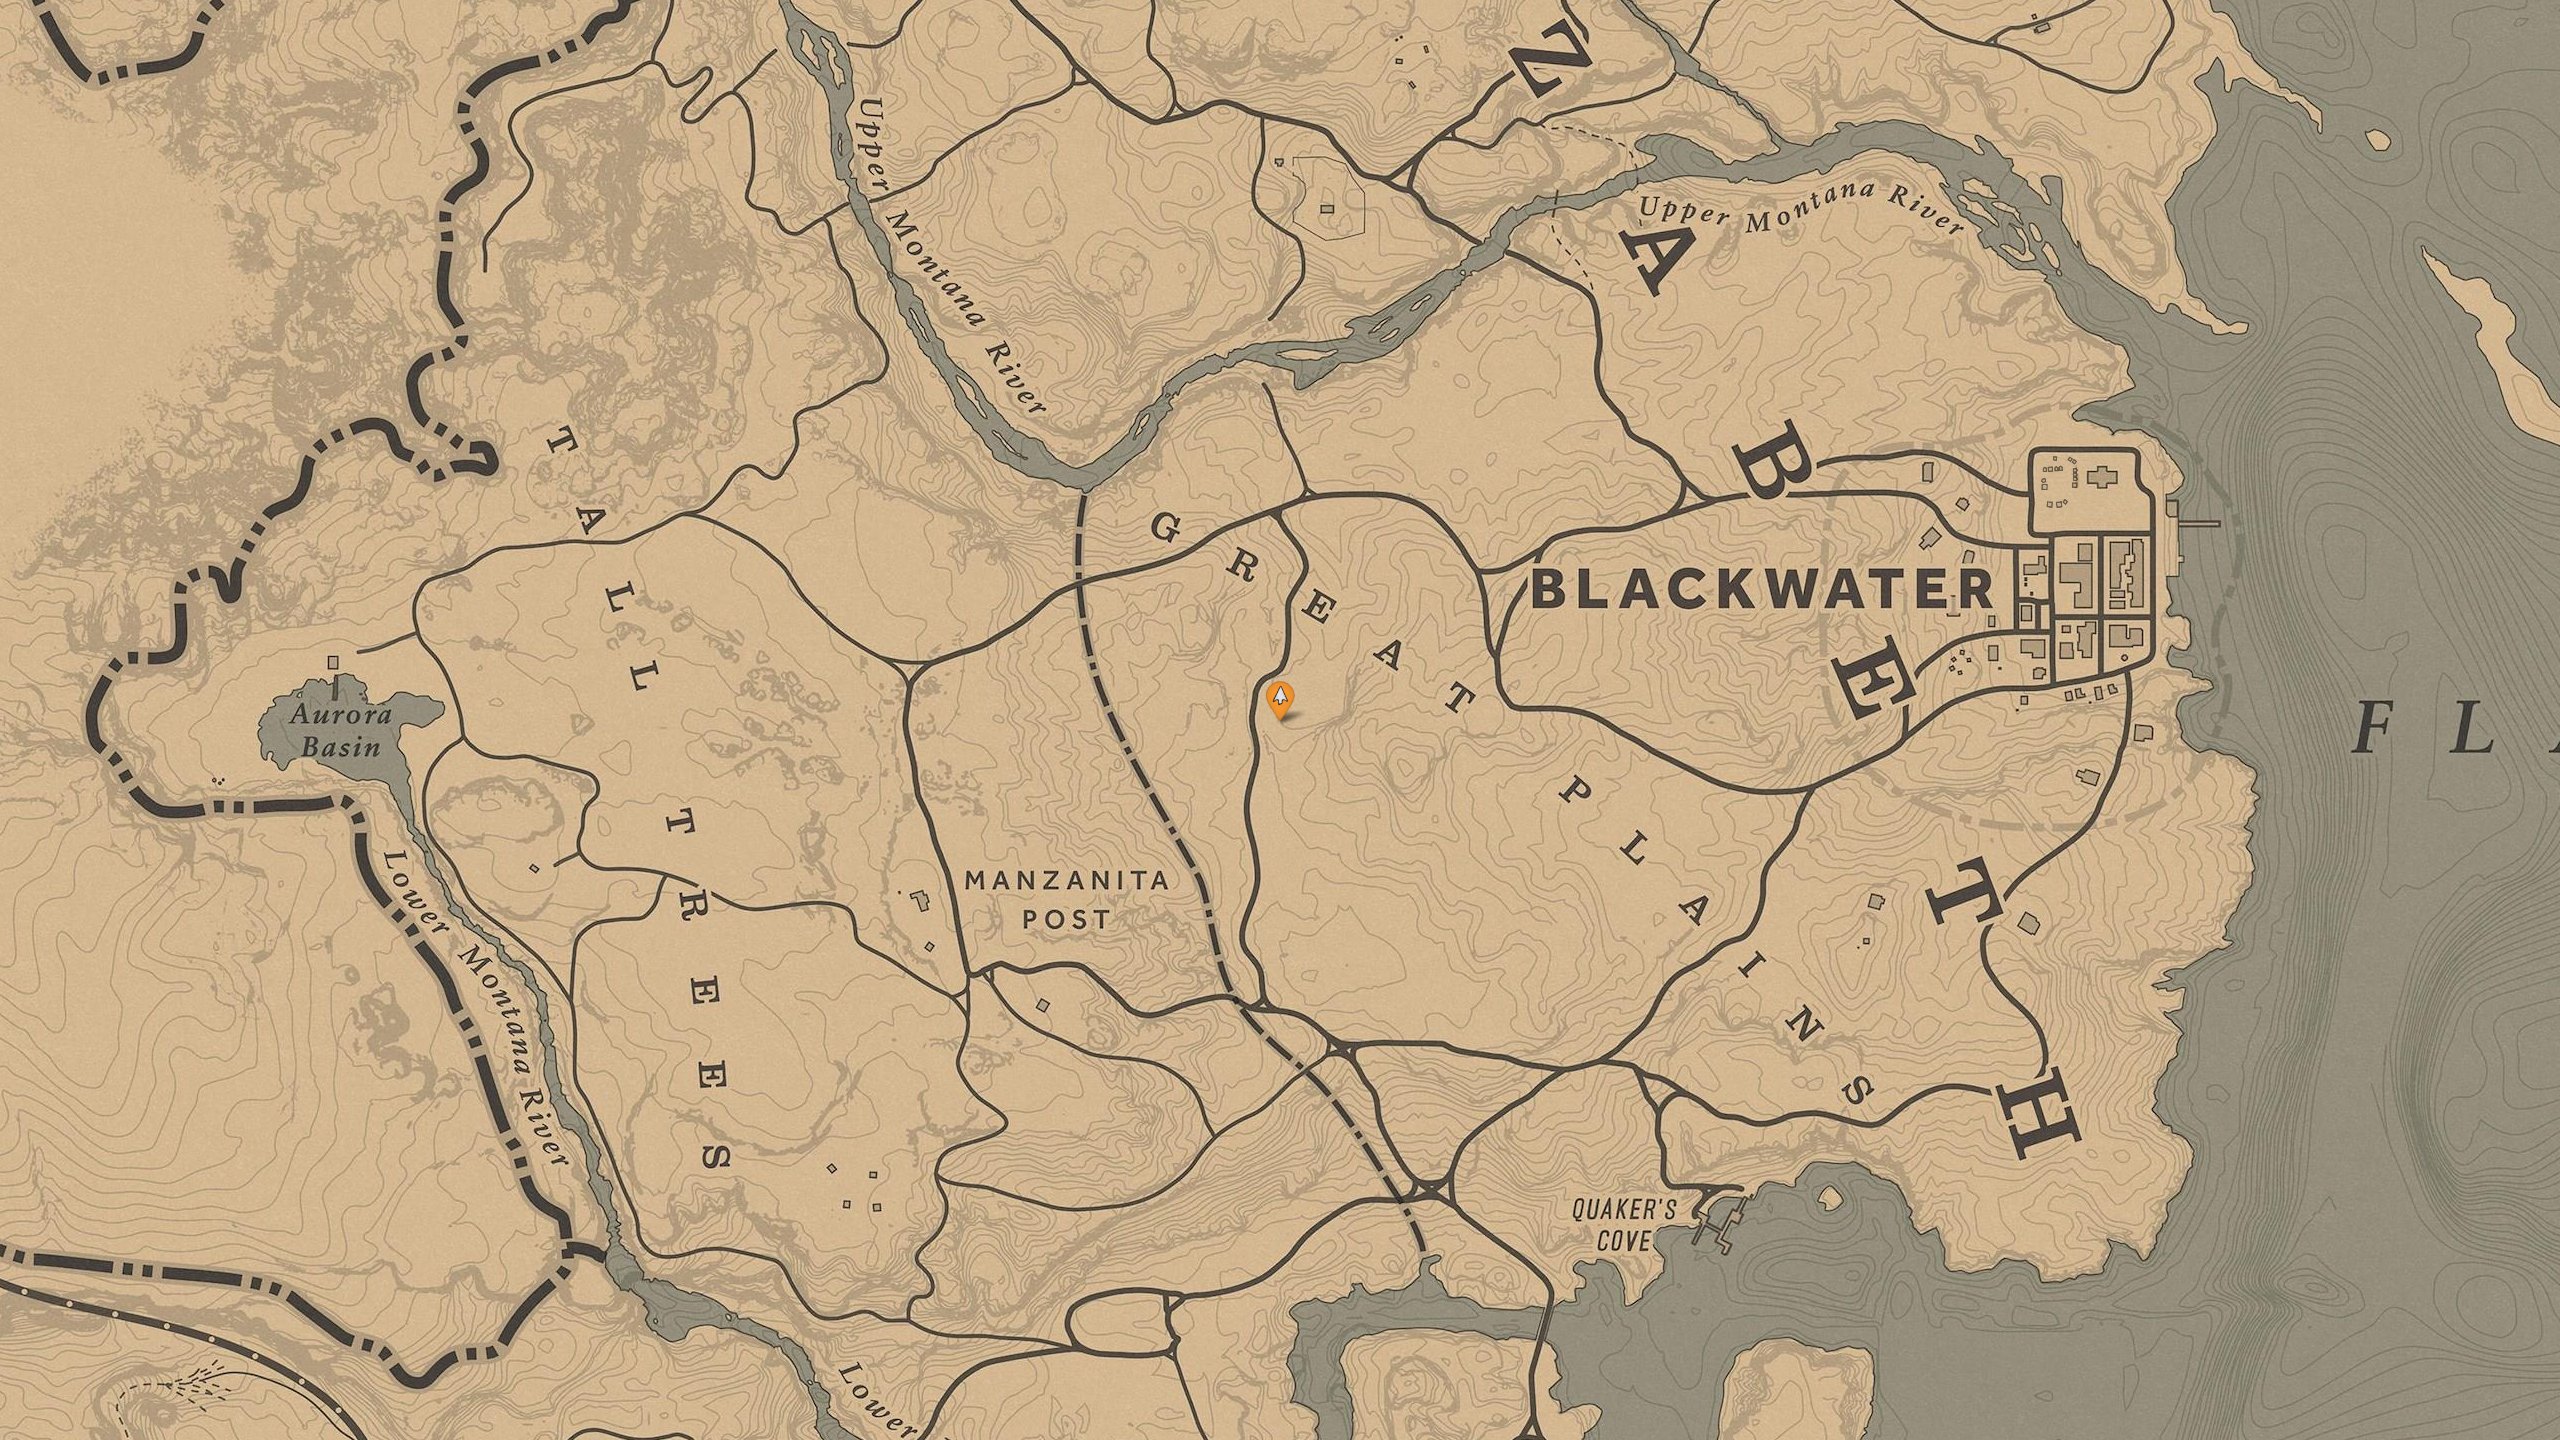 Upper
Montana
River
Upper Montana River
TALL
TREES
GREAT
PLAINS
Z
A
BETH
BLACKWATER
Aurora
Basin
FL
MANZANITA
POST
Lower Montana River
QUAKER'S
COVE
Lower